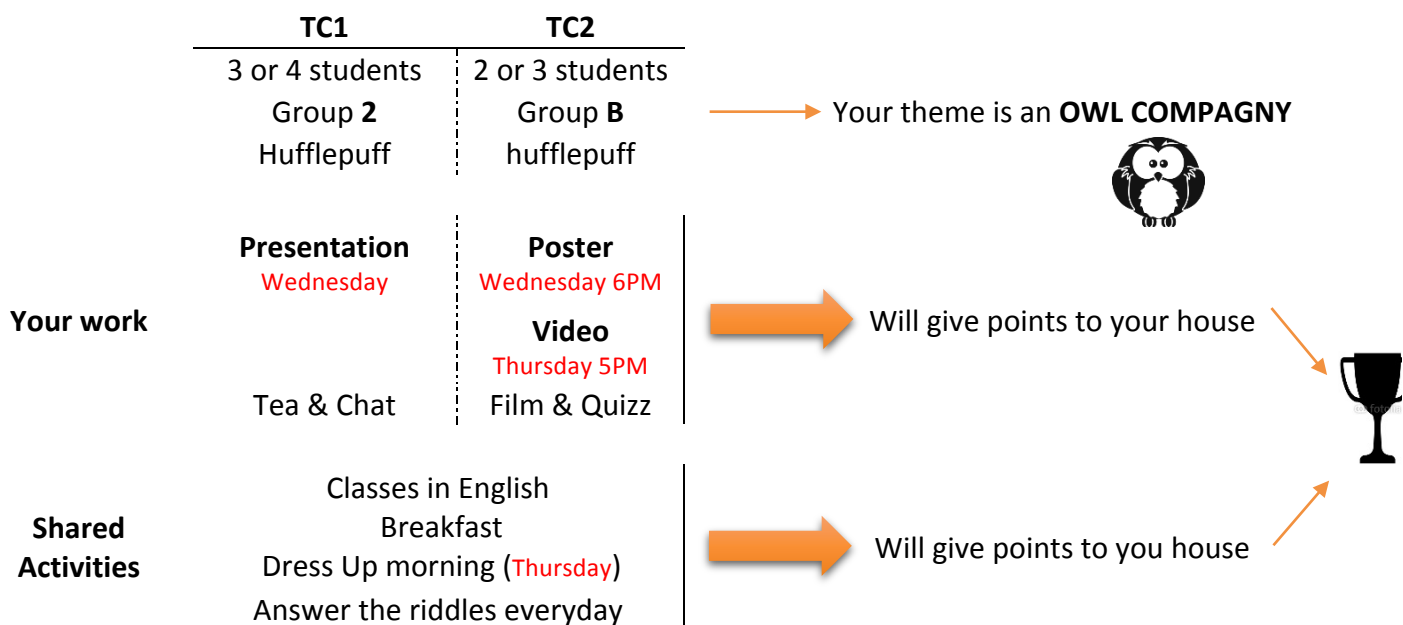 TC1 TC2
3 or 4 students 2 or 3 students
Group 2 Group B Your theme is an OWL COMPAGNY
Hufflepuff hufflepuff
Presentation Poster
Wednesday Wednesday 6PM
Your work Video Will give points to your house
Thursday 5PM
Tea & Chat Film & Quizz
Classes in English
Breakfast
Shared Activities Dress Up morning (Thursday) Will give points to you house
Answer the riddles everyday